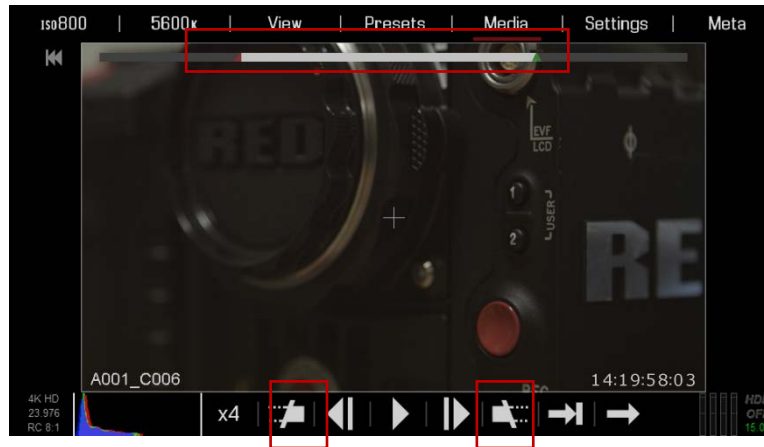 ISO800 | 5600K | View | Presets | Media | Settings | Meta
RED
EVF
LCD
1
USER
2
RE
REC
A001_C006
14:19:58:03
4K HD
23.976
RC 8:1
x4